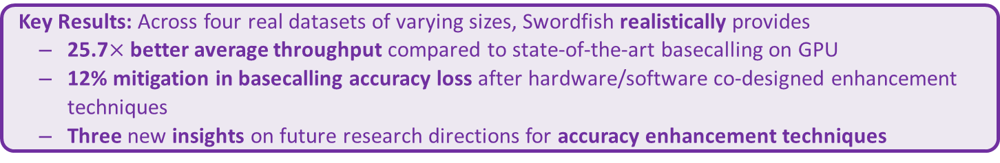 Key Results: Across four real datasets of varying sizes, Swordfish realistically provides
– 25.7× better average throughput compared to state-of-the-art basecalling on GPU
– 12% mitigation in basecalling accuracy loss after hardware/software co-designed enhancement
techniques
– Three new insights on future research directions for accuracy enhancement techniques